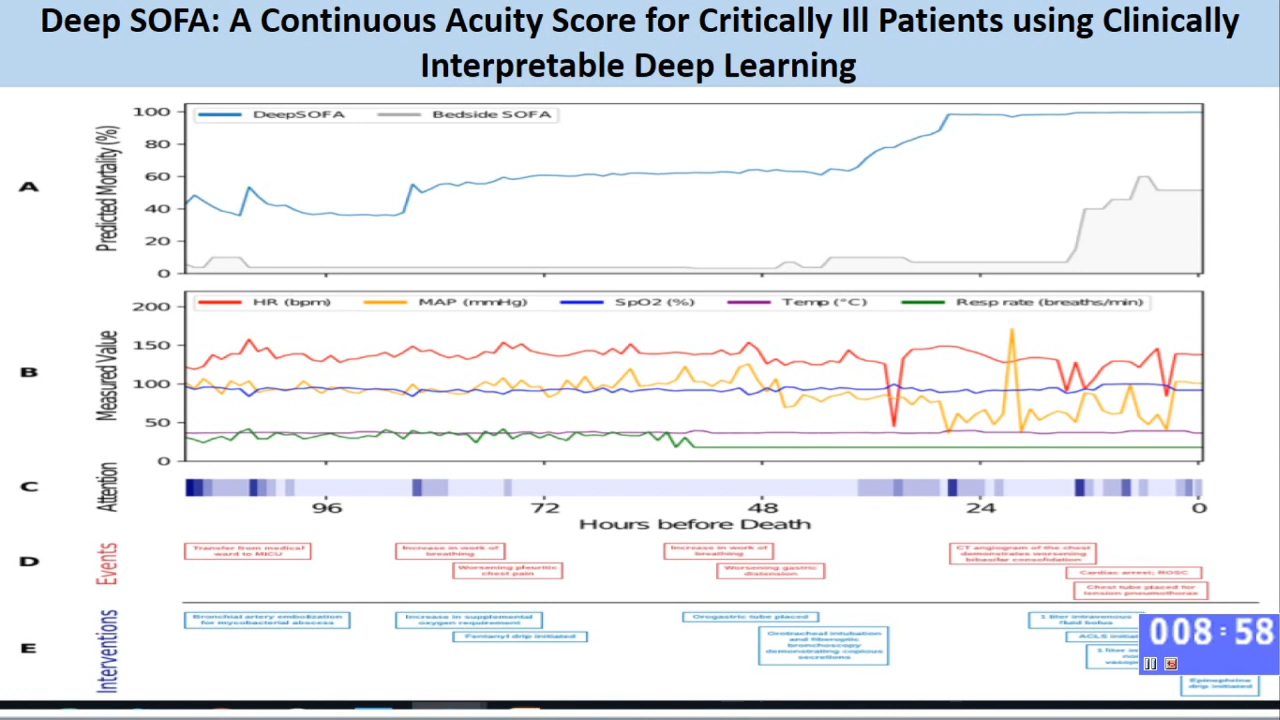 Deep SOFA: A Continuous Acuity Score for Critically Ill Patients using Clinically
Interpretable Deep Learning
A
Predicted Mortality (%)
100
80
60
40
20
0
DeepSOFA
Bedside SOFA
B
Measured Value
200
150
100
50
0
HR (bpm)
MAP (mmHg)
SpO2 (%)
Temp (°C)
Resp rate (breaths/min)
C
Attention
96
72
48
24
0
Hours before Death
D
Events
Transfer from medical
ward to MICU
Increase in work of
breathing
Worsening pleuritic
chest pain
Increase in work of
breathing
Worsening gastric
distension
CT angiogram of the chest
demonstrates worsening
bibasilar consolidation
Cardiac arrest; ROSC
Chest tube placed for
tension pneumothorax
E
Interventions
Bronchial artery embolization
for mycobacterial abscess
Increase in supplemental
oxygen requirement
Fentanyl drip initiated
Orogastric tube placed
Orotracheal intubation
and fiberoptic
bronchoscopy
demonstrating copious
secretions
1 liter intravenous
fluid bolus
ACLS initiat
Epinephrine
drip initiated
008:58